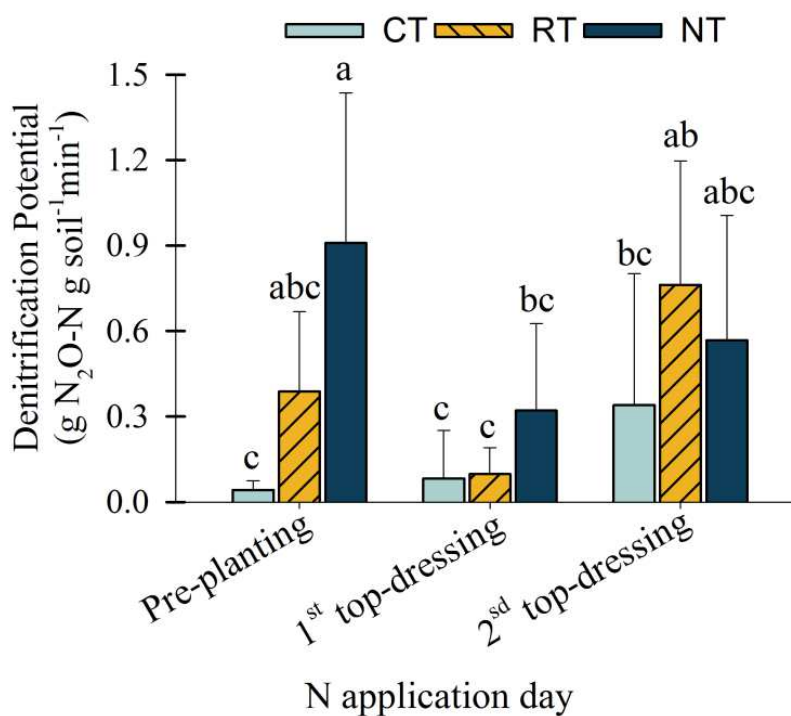 CT RT NT
Denitrification Potential
(g N₂O-N g soil⁻¹min⁻¹)
1.5
1.2
0.9
0.6
0.3
0.0
c abc a
c c bc
bc ab abc
Pre-planting
1ˢᵗ top-dressing
2ˢᵈ top-dressing
N application day